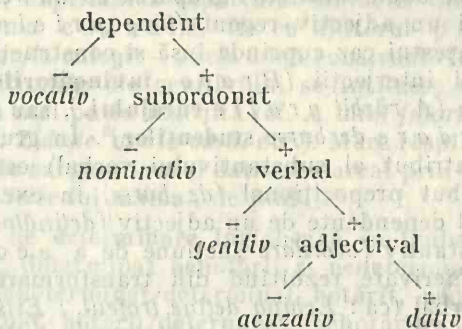 dependent
− +
vocativ subordonat
− +
nominativ verbal
− +
genitiv adjectival
− +
acuzativ dativ